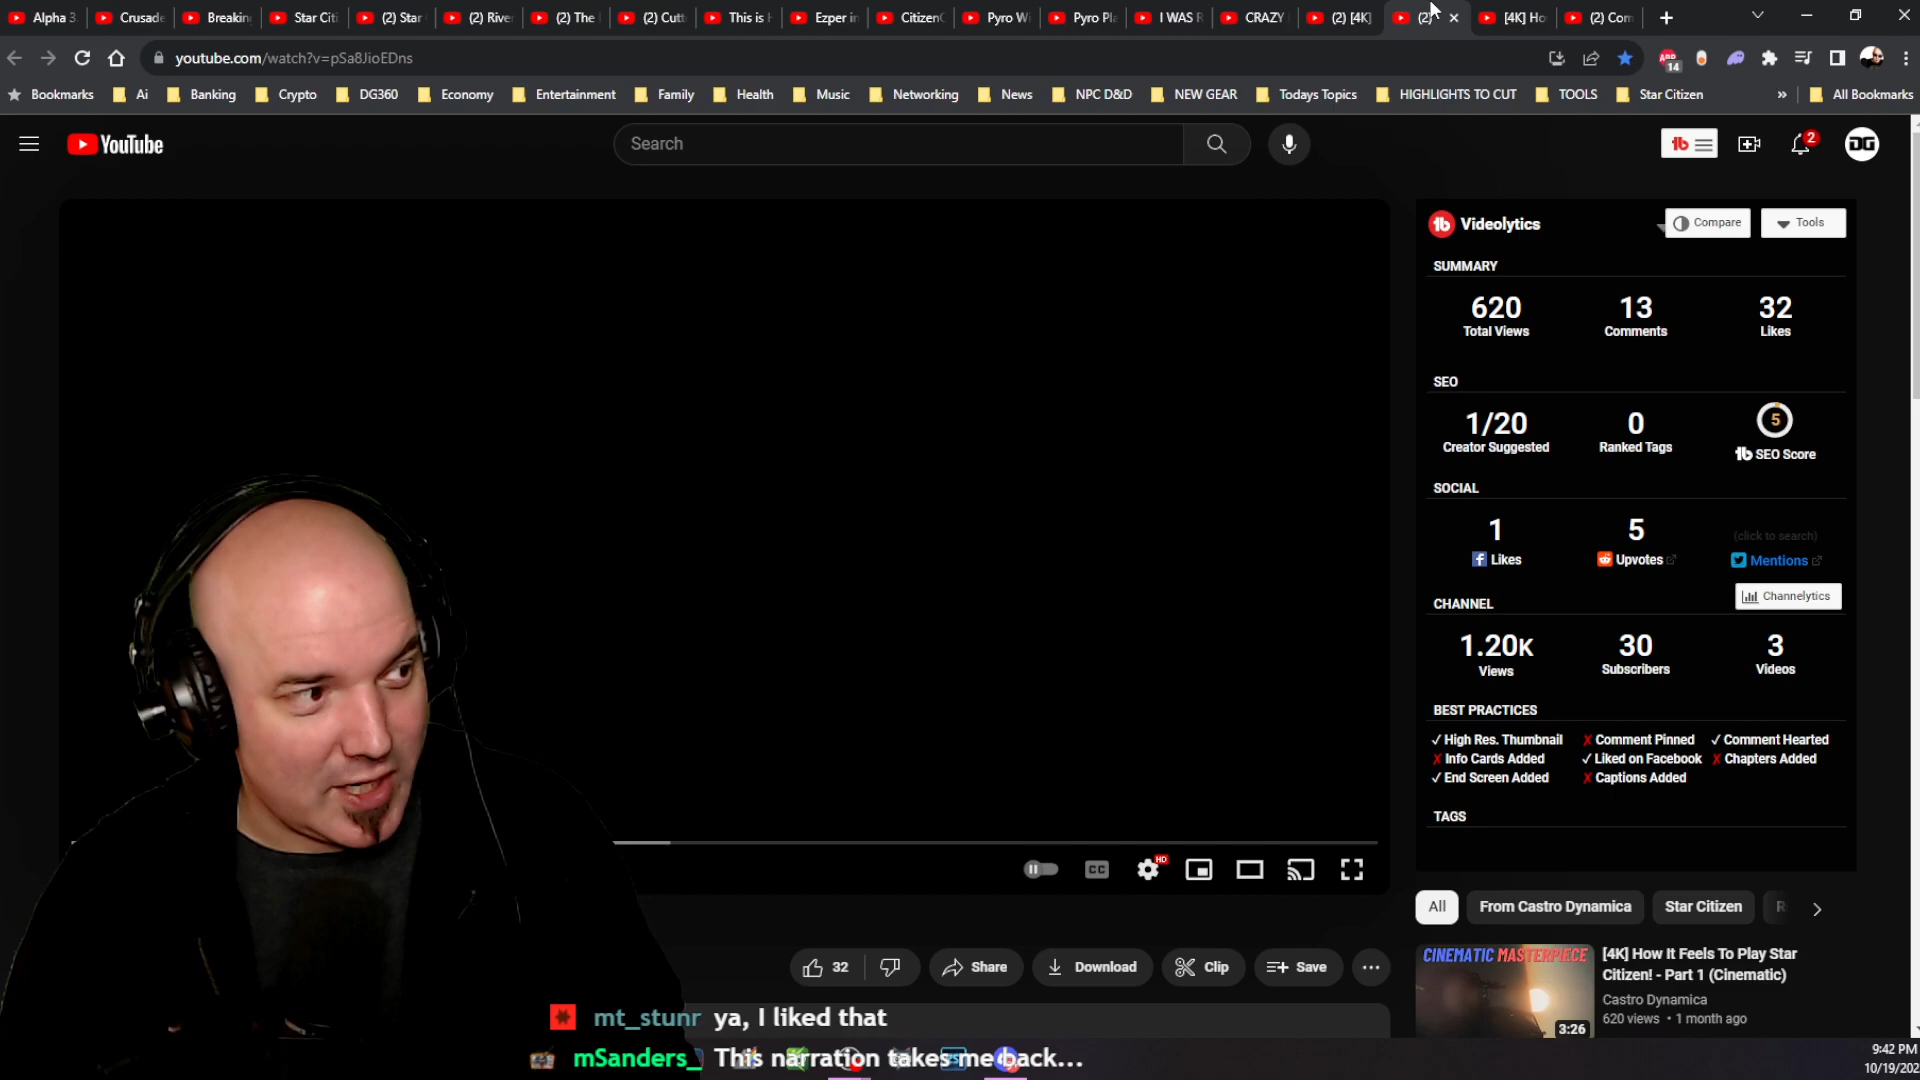 Alpha 3. Crusade Breakin Star Citi (2) Star (2) Rive (2) The (2) Cutt This is Ezper in Citizen Pyro Wi Pyro Pla I WAS R CRAZY (2) [4K] (2) [4K] Ho (2) Com
youtube.com/watch?v=pSa8JioEDns
14
Bookmarks Ai Banking Crypto DG360 Economy Entertainment Family Health Music Networking News NPC D&D NEW GEAR Todays Topics HIGHLIGHTS TO CUT TOOLS Star Citizen » All Bookmarks
YouTube
Search
2
DG
Videolytics Compare Tools
SUMMARY
620 13 32
Total Views Comments Likes
SEO
1/20 0 5
Creator Suggested Ranked Tags SEO Score
SOCIAL
1 5 (click to search)
Likes Upvotes Mentions
CHANNEL Channelytics
1.20K 30 3
Views Subscribers Videos
BEST PRACTICES
✓ High Res. Thumbnail ✗ Comment Pinned ✓ Comment Hearted
✗ Info Cards Added ✓ Liked on Facebook ✗ Chapters Added
✓ End Screen Added ✗ Captions Added
TAGS
CC HD
All From Castro Dynamica Star Citizen R
32 Share Download Clip Save ...
CINEMATIC MASTERPIECE
3:26
[4K] How It Feels To Play Star
Citizen! - Part 1 (Cinematic)
Castro Dynamica
620 views • 1 month ago
mt_stunr ya, I liked that
mSanders_ This narration takes me back...
9:42 PM
10/19/202